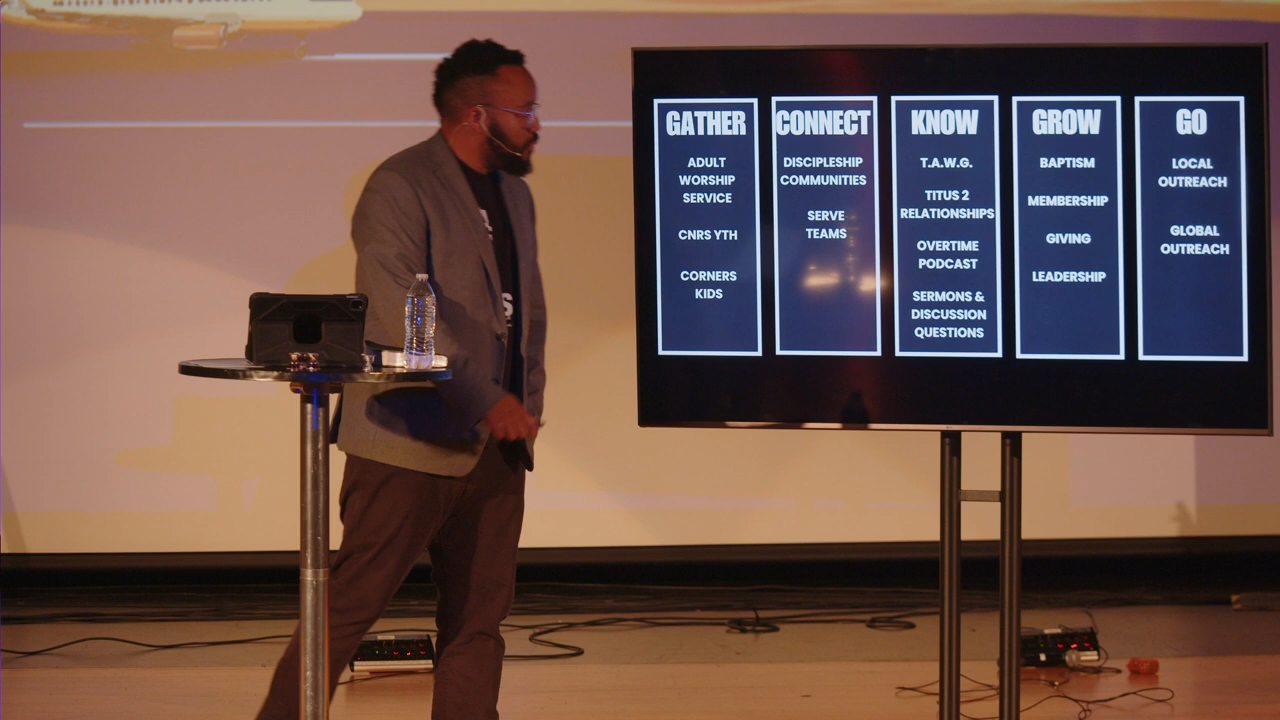 GATHER
ADULT
WORSHIP
SERVICE
CNRS YTH
CORNERS
KIDS
CONNECT
DISCIPLESHIP
COMMUNITIES
SERVE
TEAMS
KNOW
T.A.W.G.
TITUS 2
RELATIONSHIPS
OVERTIME
PODCAST
SERMONS &
DISCUSSION
QUESTIONS
GROW
BAPTISM
MEMBERSHIP
GIVING
LEADERSHIP
GO
LOCAL
OUTREACH
GLOBAL
OUTREACH